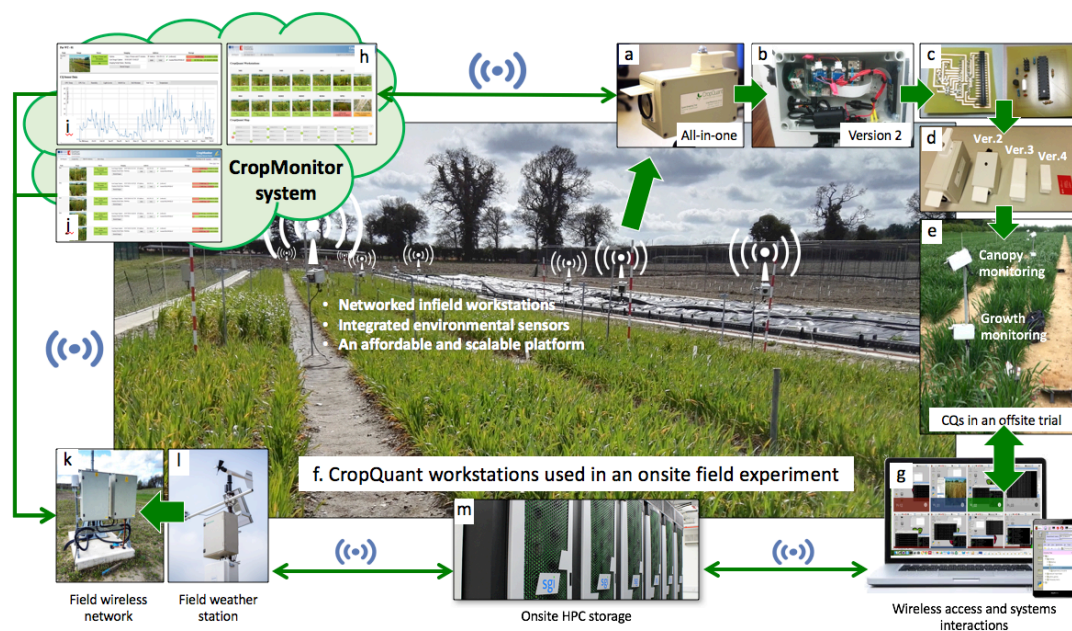 h
i
j
CropMonitor
system
a
All-in-one
b
Version 2
c
d
Ver.2
Ver.3
Ver.4
e
Canopy
monitoring
Growth
monitoring
CQs in an offsite trial
• Networked infield workstations
• Integrated environmental sensors
• An affordable and scalable platform
f. CropQuant workstations used in an onsite field experiment
g
k
l
m
sgi
sgi
Field wireless
network
Field weather
station
Onsite HPC storage
Wireless access and systems
interactions